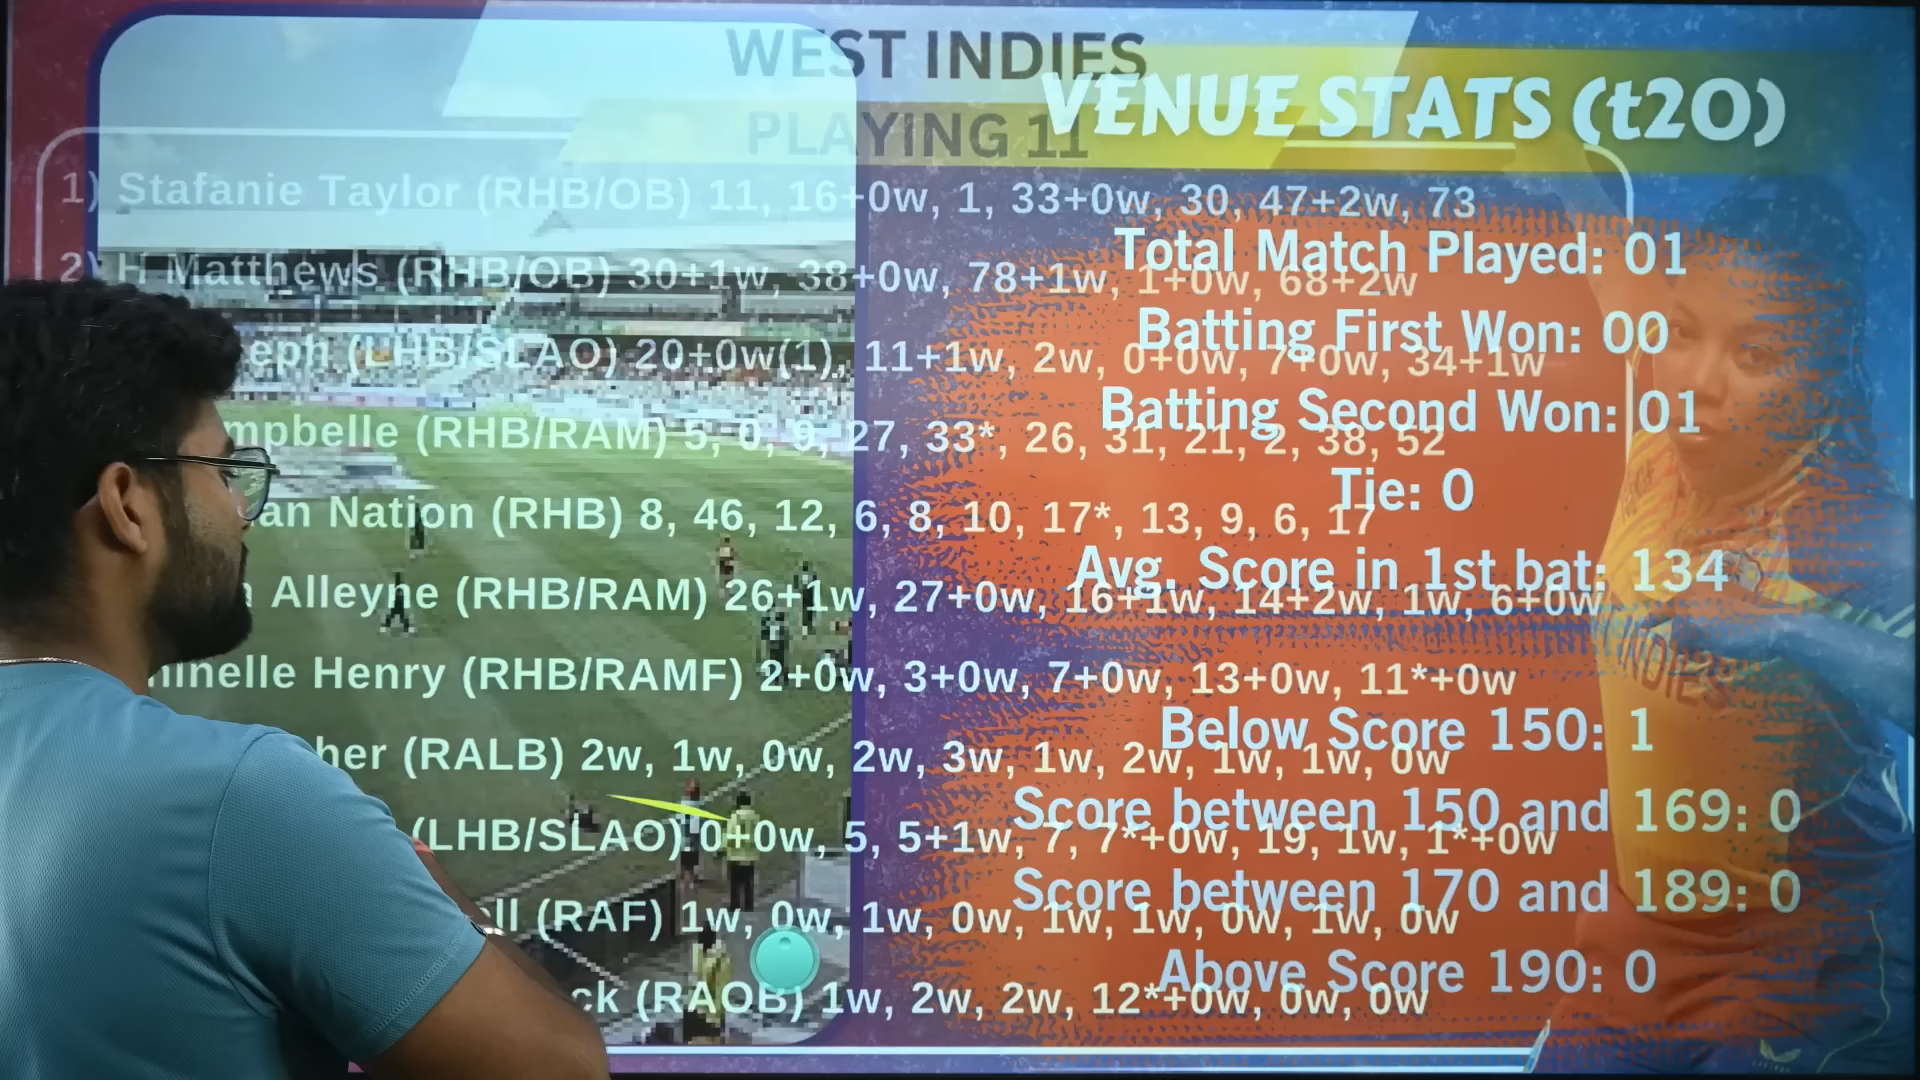 WEST INDIES
PLAYING 11
1) Stafanie Taylor (RHB/OB) 11, 16+0w, 1, 33+0w, 30, 47+2w, 73
2) H Matthews (RHB/OB) 30+1w, 38+0w, 78+1w, 1+0w, 68+2w
eph (LHB/SLAO) 20+0w(1), 11+1w, 2w, 0+0w, 7+0w, 34+1w
mpbelle (RHB/RAM) 5, 0, 9, 27, 33*, 26, 31, 21, 2, 38, 52
an Nation (RHB) 8, 46, 12, 6, 8, 10, 17*, 13, 9, 6, 17
Alleyne (RHB/RAM) 26+1w, 27+0w, 16+1w, 14+2w, 1w, 6+0w
inelle Henry (RHB/RAMF) 2+0w, 3+0w, 7+0w, 13+0w, 11*+0w
her (RALB) 2w, 1w, 0w, 2w, 3w, 1w, 2w, 1w, 1w, 0w
(LHB/SLAO) 0+0w, 5, 5+1w, 7, 7*+0w, 19, 1w, 1*+0w
ll (RAF) 1w, 0w, 1w, 0w, 1w, 1w, 0w, 1w, 0w
ck (RAOB) 1w, 2w, 2w, 12*+0w, 0w, 0w
VENUE STATS (t20)
Total Match Played: 01
Batting First Won: 00
Batting Second Won: 01
Tie: 0
Avg. Score in 1st bat: 134
Below Score 150: 1
Score between 150 and 169: 0
Score between 170 and 189: 0
Above Score 190: 0
INDIES